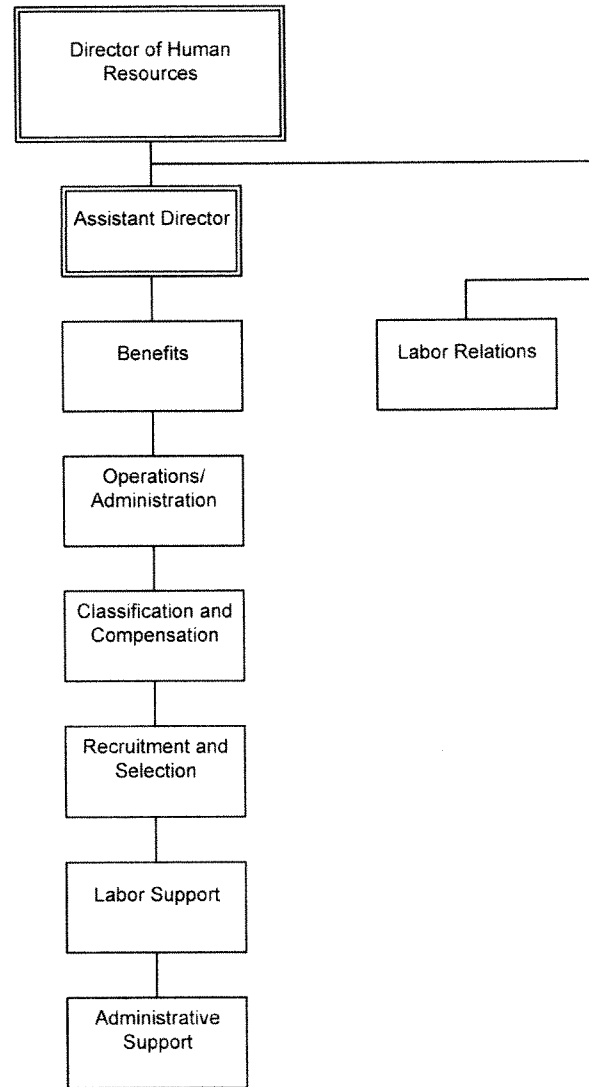 Director of Human
Resources
Assistant Director
Benefits
Labor Relations
Operations/
Administration
Classification and
Compensation
Recruitment and
Selection
Labor Support
Administrative
Support